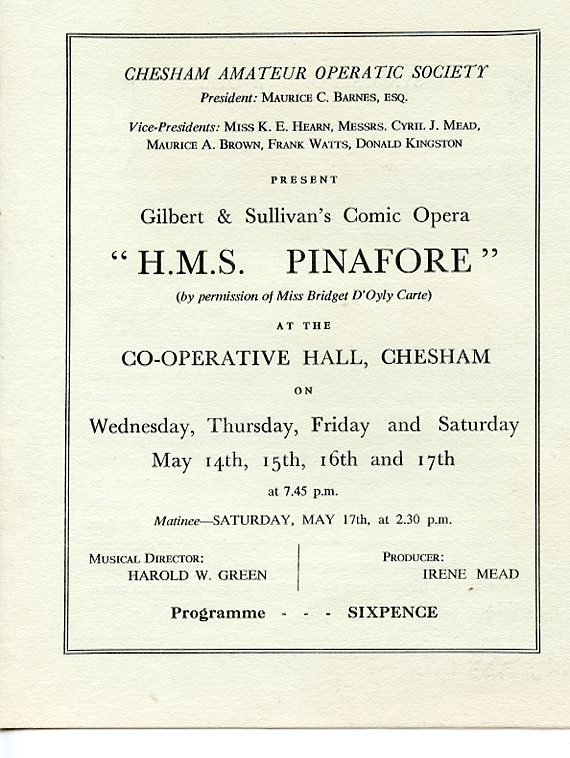 CHESHAM AMATEUR OPERATIC SOCIETY
President: MAURICE C. BARNES, ESQ.
Vice-Presidents: MISS K. E. HEARN, MESSRS. CYRIL J. MEAD,
MAURICE A. BROWN, FRANK WATTS, DONALD KINGSTON
PRESENT
Gilbert & Sullivan's Comic Opera
"H.M.S. PINAFORE"
(by permission of Miss Bridget D'Oyly Carte)
AT THE
CO-OPERATIVE HALL, CHESHAM
ON
Wednesday, Thursday, Friday and Saturday
May 14th, 15th, 16th and 17th
at 7.45 p.m.
Matinee—SATURDAY, MAY 17th, at 2.30 p.m.
MUSICAL DIRECTOR:
HAROLD W. GREEN
PRODUCER:
IRENE MEAD
Programme - - - SIXPENCE